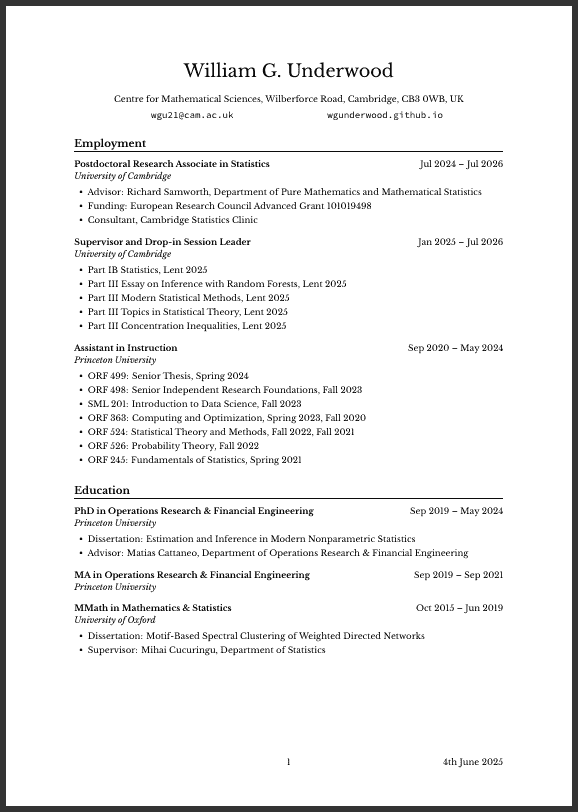 William G. Underwood
Centre for Mathematical Sciences, Wilberforce Road, Cambridge, CB3 0WB, UK
wgu21@cam.ac.uk wgunderwood.github.io
Employment
Postdoctoral Research Associate in Statistics Jul 2024 – Jul 2026
University of Cambridge
• Advisor: Richard Samworth, Department of Pure Mathematics and Mathematical Statistics
• Funding: European Research Council Advanced Grant 101019498
• Consultant, Cambridge Statistics Clinic
Supervisor and Drop-in Session Leader Jan 2025 – Jul 2026
University of Cambridge
• Part IB Statistics, Lent 2025
• Part III Essay on Inference with Random Forests, Lent 2025
• Part III Modern Statistical Methods, Lent 2025
• Part III Topics in Statistical Theory, Lent 2025
• Part III Concentration Inequalities, Lent 2025
Assistant in Instruction Sep 2020 – May 2024
Princeton University
• ORF 499: Senior Thesis, Spring 2024
• ORF 498: Senior Independent Research Foundations, Fall 2023
• SML 201: Introduction to Data Science, Fall 2023
• ORF 363: Computing and Optimization, Spring 2023, Fall 2020
• ORF 524: Statistical Theory and Methods, Fall 2022, Fall 2021
• ORF 526: Probability Theory, Fall 2022
• ORF 245: Fundamentals of Statistics, Spring 2021
Education
PhD in Operations Research & Financial Engineering Sep 2019 – May 2024
Princeton University
• Dissertation: Estimation and Inference in Modern Nonparametric Statistics
• Advisor: Matias Cattaneo, Department of Operations Research & Financial Engineering
MA in Operations Research & Financial Engineering Sep 2019 – Sep 2021
Princeton University
MMath in Mathematics & Statistics Oct 2015 – Jun 2019
University of Oxford
• Dissertation: Motif-Based Spectral Clustering of Weighted Directed Networks
• Supervisor: Mihai Cucuringu, Department of Statistics
1 4th June 2025